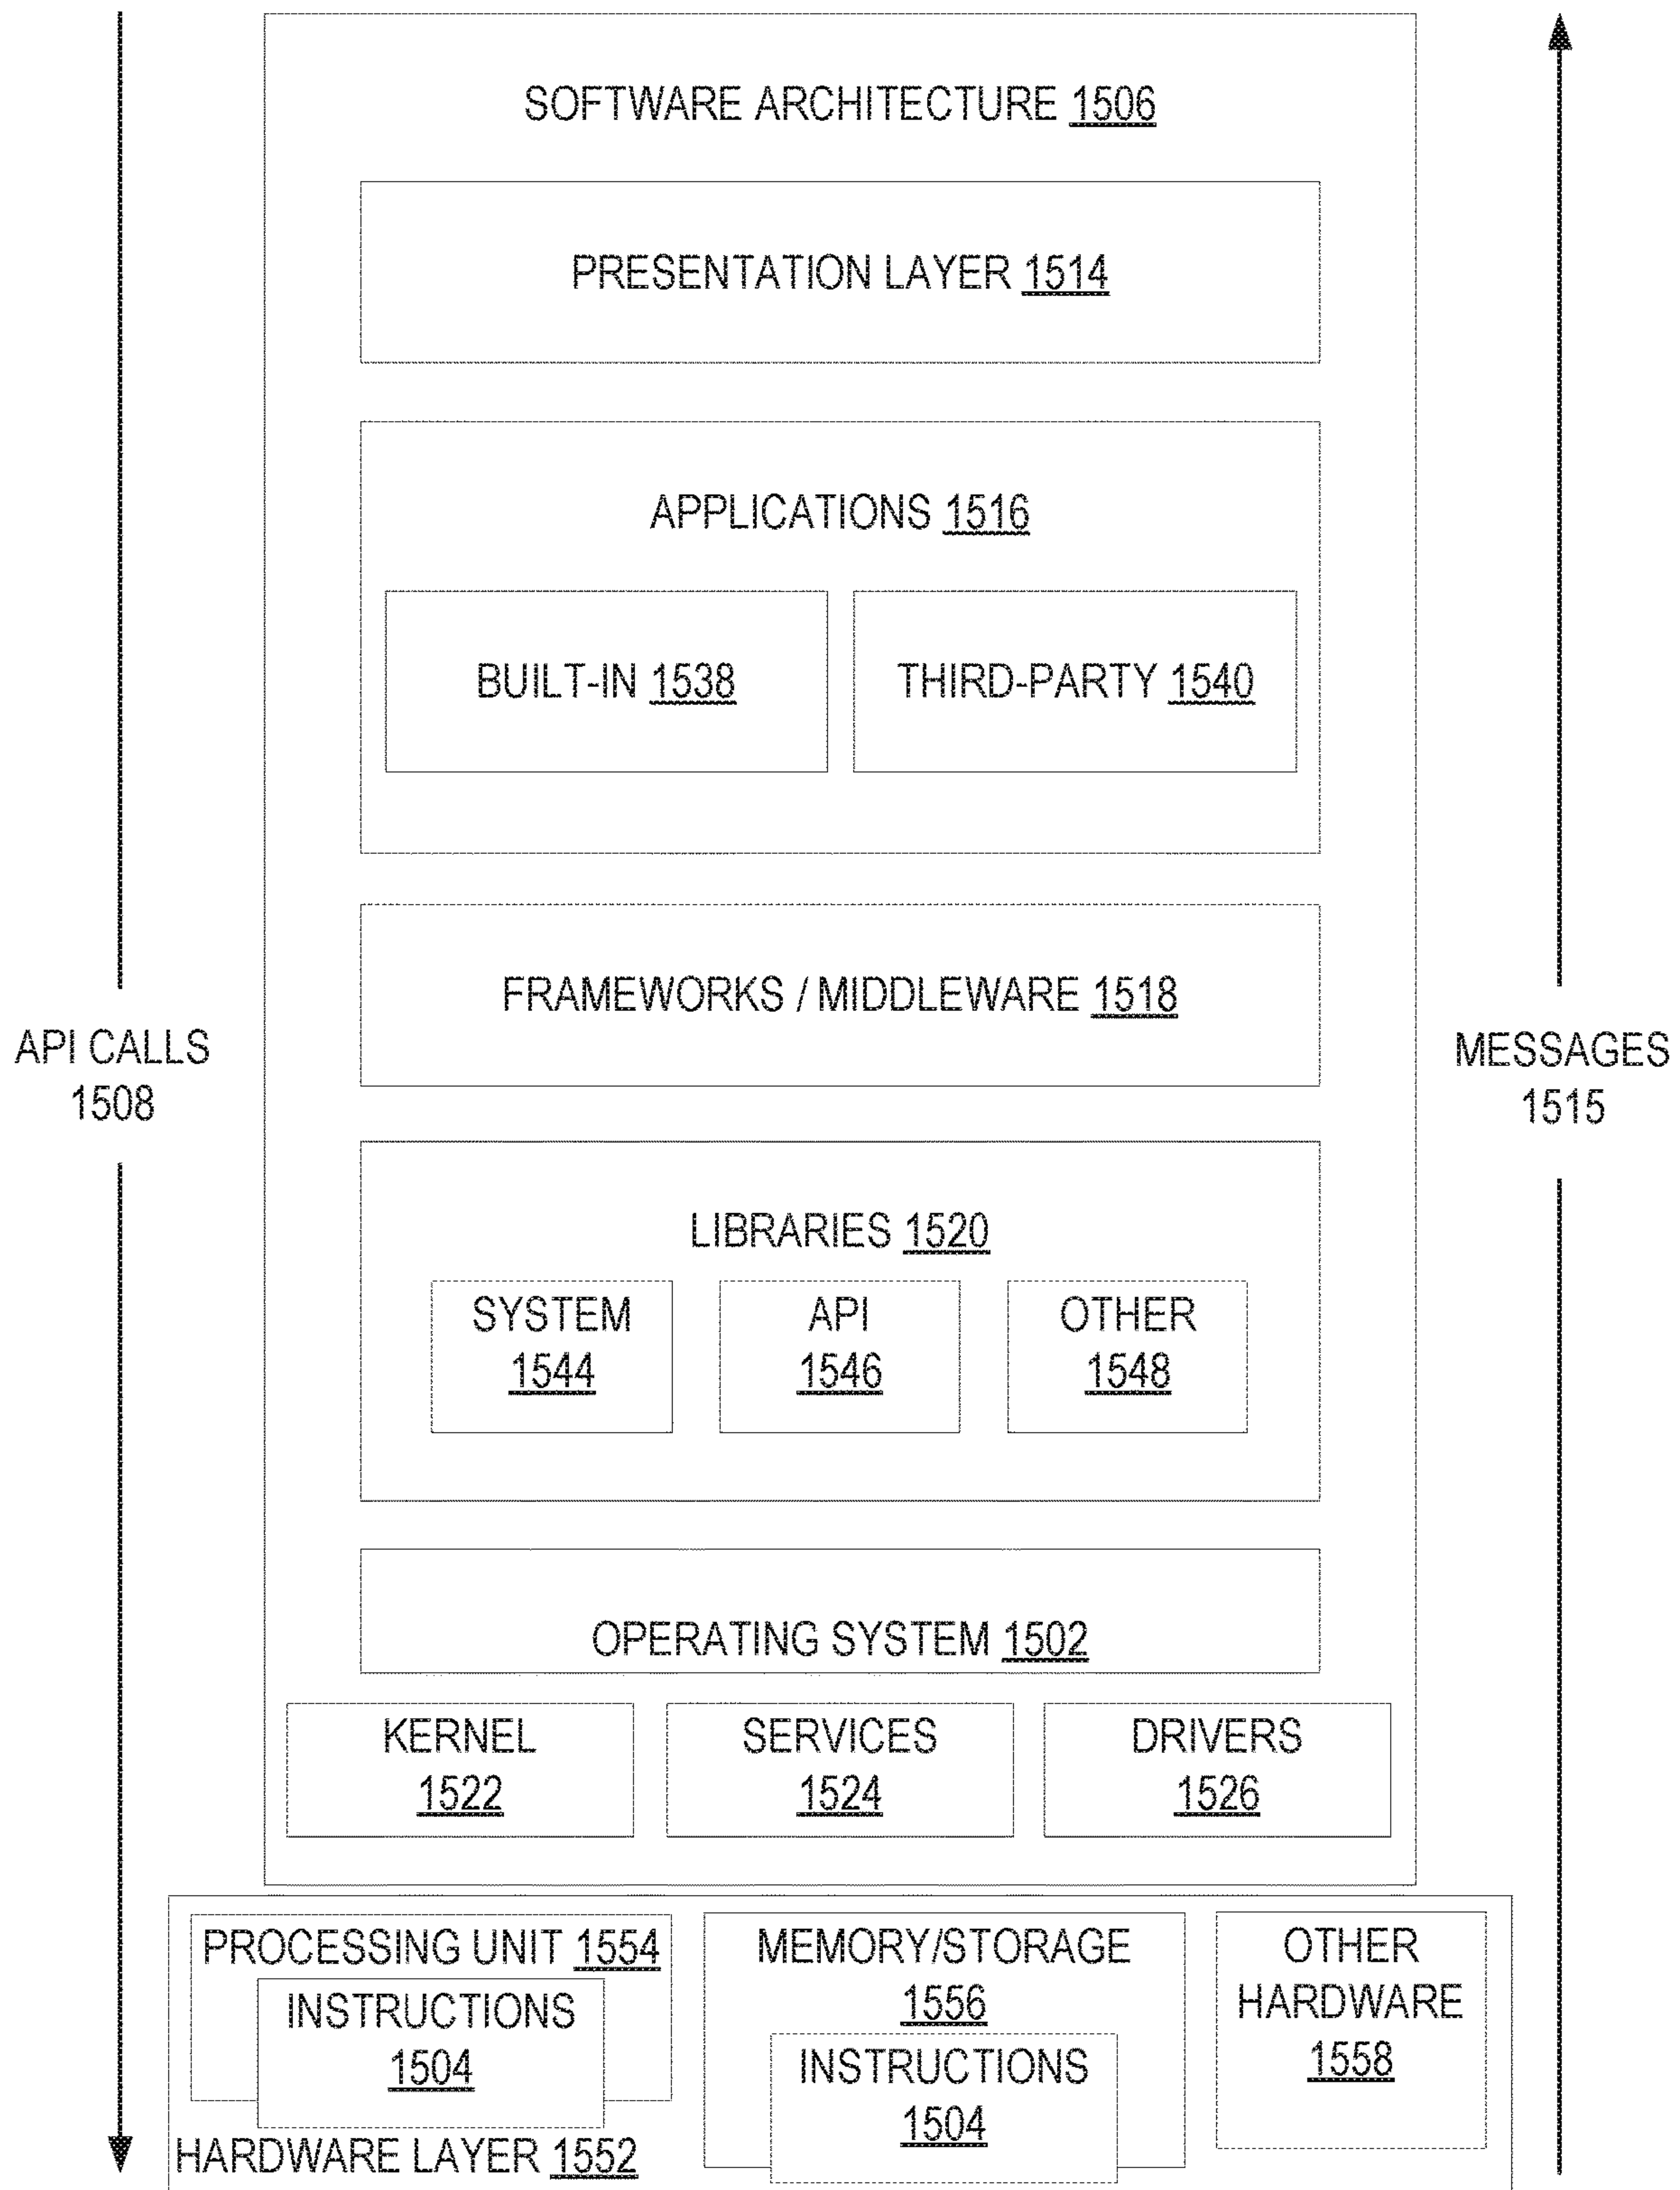 SOFTWARE ARCHITECTURE 1506
PRESENTATION LAYER 1514
APPLICATIONS 1516
BUILT-IN 1538
THIRD-PARTY 1540
FRAMEWORKS / MIDDLEWARE 1518
API CALLS
1508
MESSAGES
1515
LIBRARIES 1520
SYSTEM
1544
API
1546
OTHER
1548
OPERATING SYSTEM 1502
KERNEL
1522
SERVICES
1524
DRIVERS
1526
PROCESSING UNIT 1554
INSTRUCTIONS
1504
MEMORY/STORAGE
1556
INSTRUCTIONS
1504
OTHER
HARDWARE
1558
HARDWARE LAYER 1552